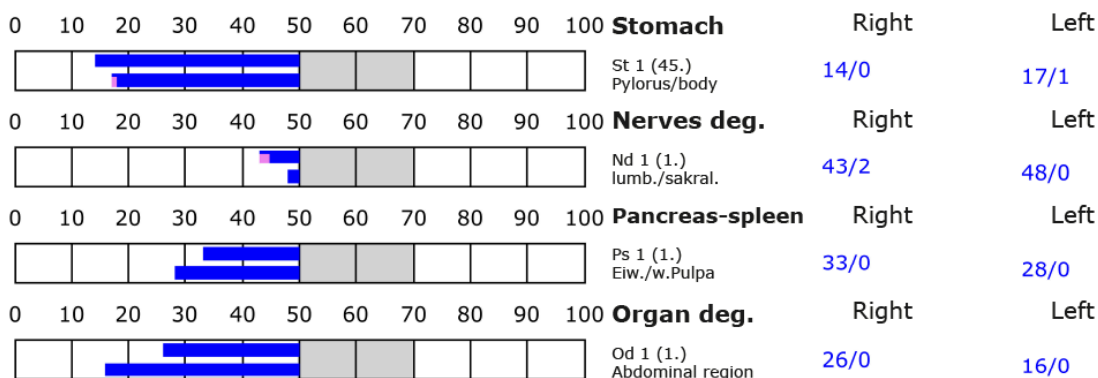 0 10 20 30 40 50 60 70 80 90 100 Stomach Right Left
St 1 (45.) 14/0 17/1
Pylorus/body
0 10 20 30 40 50 60 70 80 90 100 Nerves deg. Right Left
Nd 1 (1.) 43/2 48/0
lumb./sakral.
0 10 20 30 40 50 60 70 80 90 100 Pancreas-spleen Right Left
Ps 1 (1.) 33/0 28/0
Eiw./w.Pulpa
0 10 20 30 40 50 60 70 80 90 100 Organ deg. Right Left
Od 1 (1.) 26/0 16/0
Abdominal region